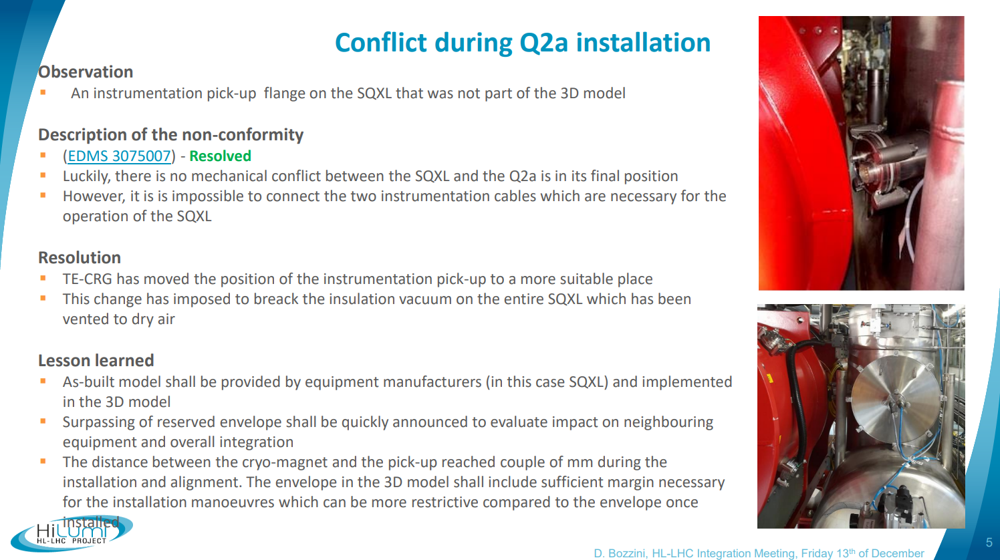 Conflict during Q2a installation
Observation
▪ An instrumentation pick-up flange on the SQXL that was not part of the 3D model
Description of the non-conformity
▪ (EDMS 3075007) - Resolved
▪ Luckily, there is no mechanical conflict between the SQXL and the Q2a is in its final position
▪ However, it is is impossible to connect the two instrumentation cables which are necessary for the
operation of the SQXL
Resolution
▪ TE-CRG has moved the position of the instrumentation pick-up to a more suitable place
▪ This change has imposed to breack the insulation vacuum on the entire SQXL which has been
vented to dry air
Lesson learned
▪ As-built model shall be provided by equipment manufacturers (in this case SQXL) and implemented
in the 3D model
▪ Surpassing of reserved envelope shall be quickly announced to evaluate impact on neighbouring
equipment and overall integration
▪ The distance between the cryo-magnet and the pick-up reached couple of mm during the
installation and alignment. The envelope in the 3D model shall include sufficient margin necessary
for the installation manoeuvres which can be more restrictive compared to the envelope once
installed
HiLumi
HL-LHC PROJECT
D. Bozzini, HL-LHC Integration Meeting, Friday 13th of December
5